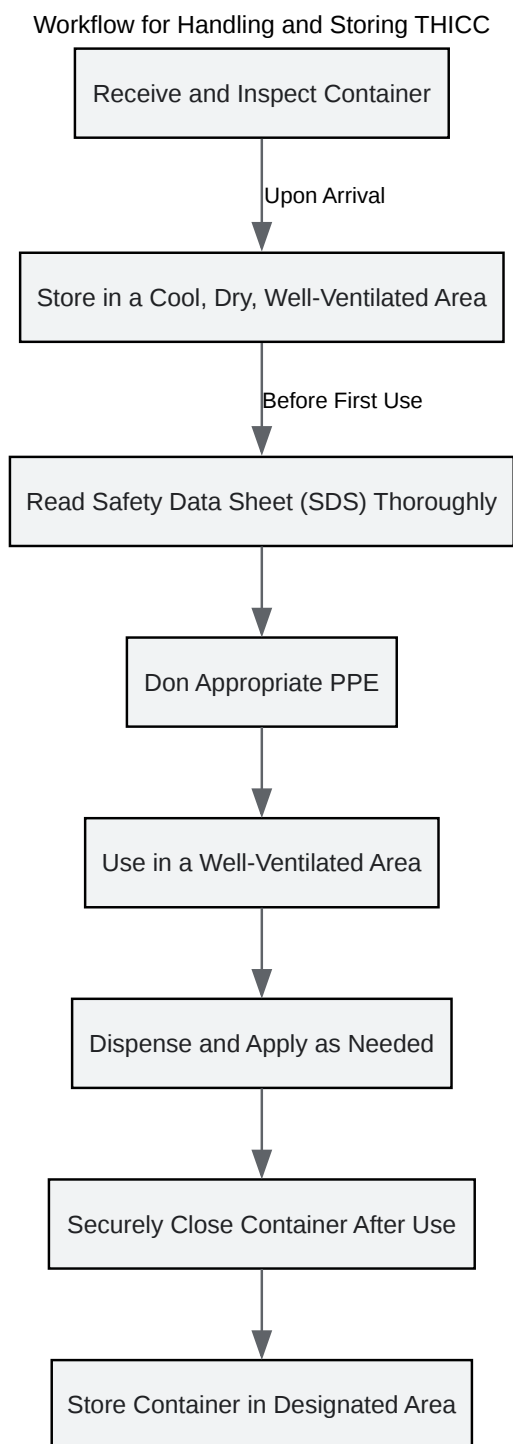 Workflow for Handling and Storing THICC
Receive and Inspect Container
Upon Arrival
Store in a Cool, Dry, Well-Ventilated Area
Before First Use
Read Safety Data Sheet (SDS) Thoroughly
Don Appropriate PPE
Use in a Well-Ventilated Area
Dispense and Apply as Needed
Securely Close Container After Use
Store Container in Designated Area